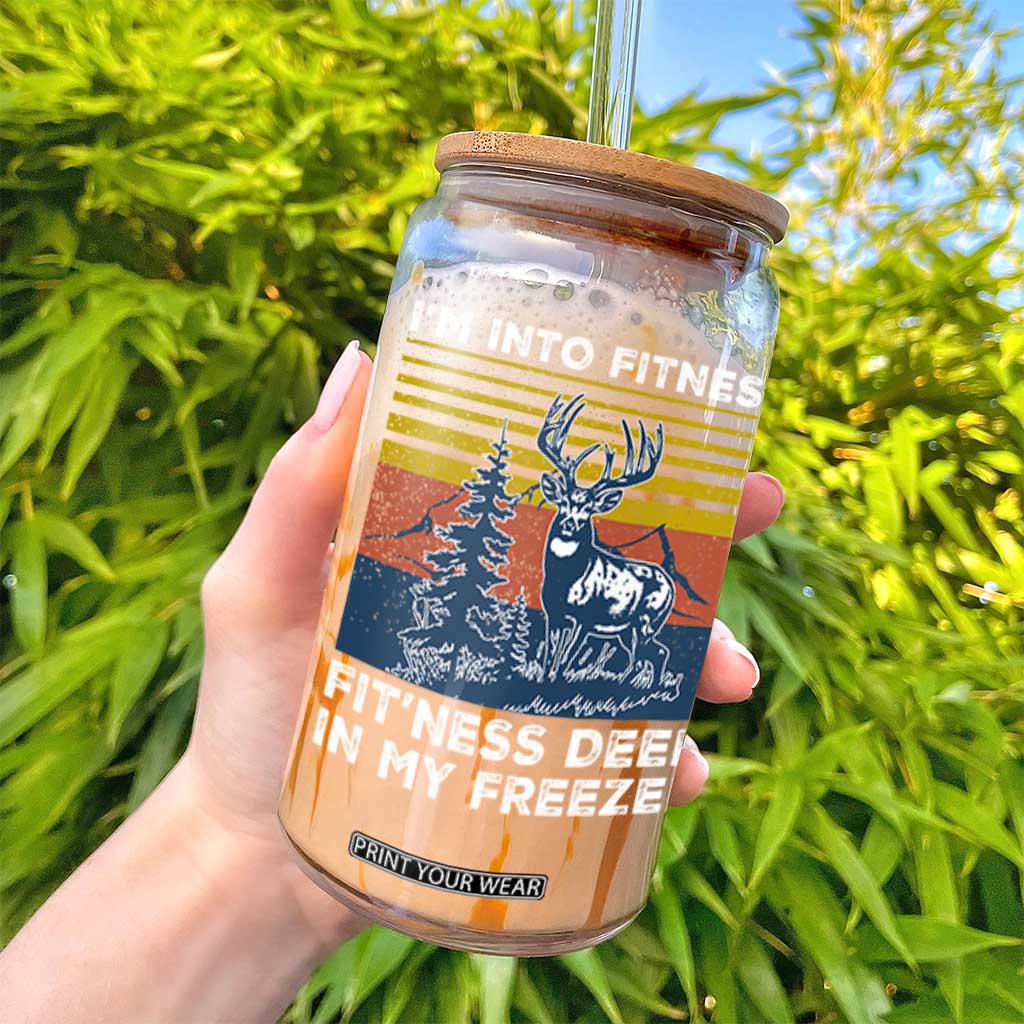 I'M INTO FITNES
FIT'NESS DEE
IN MY FREEZE
PRINT YOUR WEAR